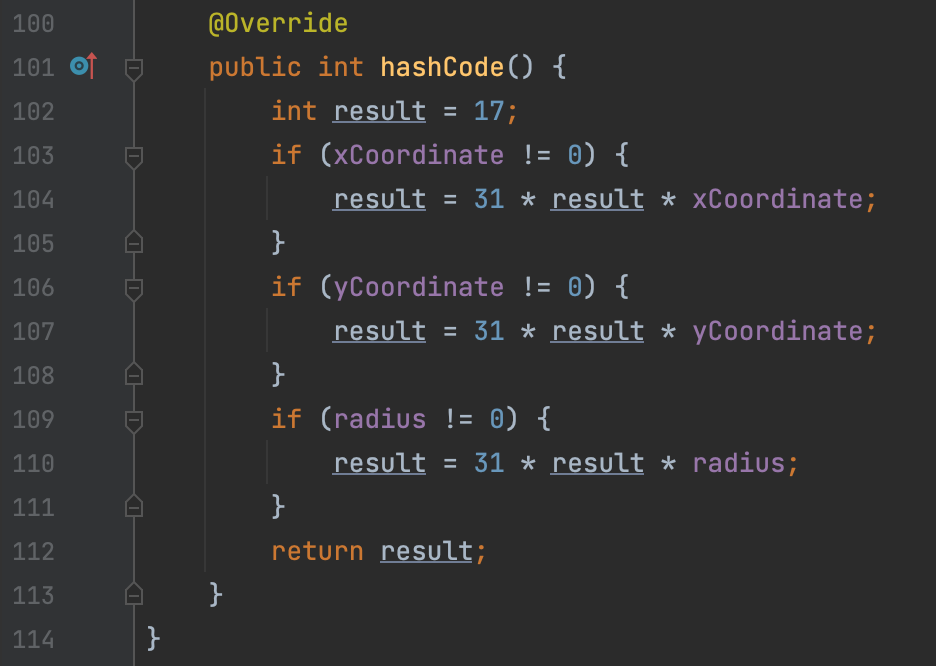 100 @Override
101 public int hashCode() {
102 int result = 17;
103 if (xCoordinate != 0) {
104 result = 31 * result * xCoordinate;
105 }
106 if (yCoordinate != 0) {
107 result = 31 * result * yCoordinate;
108 }
109 if (radius != 0) {
110 result = 31 * result * radius;
111 }
112 return result;
113 }
114 }